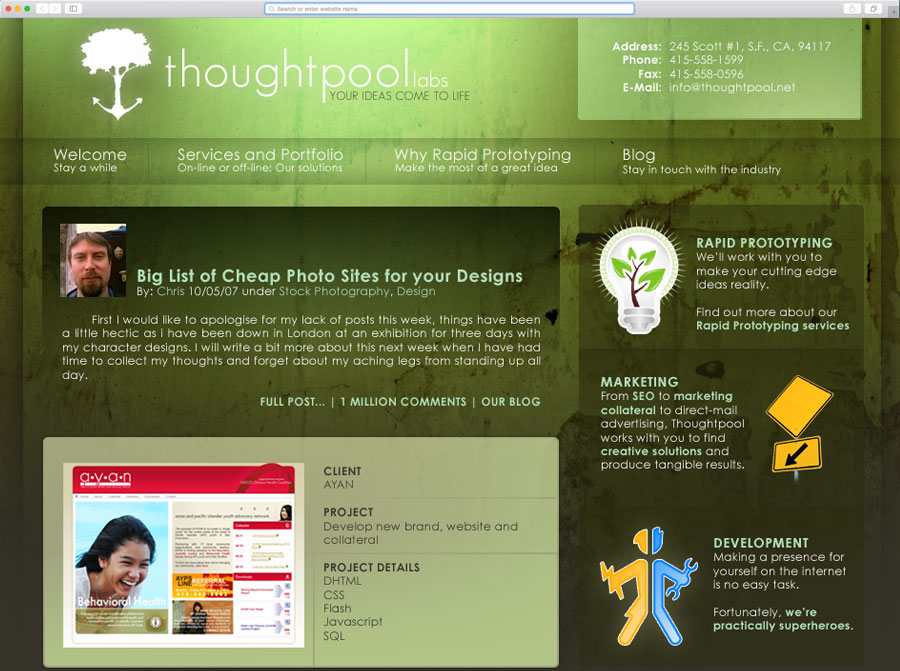 Search or enter website name
thoughtpool labs
YOUR IDEAS COME TO LIFE
Address: 245 Scott #1, S.F., CA, 94117
Phone: 415-558-1599
Fax: 415-558-0596
E-Mail: info@thoughtpool.net
Welcome
Stay a while
Services and Portfolio
On-line or off-line: Our solutions
Why Rapid Prototyping
Make the most of a great idea
Blog
Stay in touch with the industry
Big List of Cheap Photo Sites for your Designs
By: Chris 10/05/07 under Stock Photography, Design
First I would like to apologise for my lack of posts this week, things have been
a little hectic as i have been down in London at an exhibition for three days with
my character designs. I will write a bit more about this next week when I have had
time to collect my thoughts and forget about my aching legs from standing up all
day.
FULL POST... | 1 MILLION COMMENTS | OUR BLOG
RAPID PROTOTYPING
We'll work with you to
make your cutting edge
ideas reality.
Find out more about our
Rapid Prototyping services
MARKETING
From SEO to marketing
collateral to direct-mail
advertising, Thoughtpool
works with you to find
creative solutions and
produce tangible results.
DEVELOPMENT
Making a presence for
yourself on the internet
is no easy task.
Fortunately, we're
practically superheroes.
a·y·an
asian and pacific islander youth advocacy network
REFERRAL
Behavioral Health
CLIENT
AYAN
PROJECT
Develop new brand, website and
collateral
PROJECT DETAILS
DHTML
CSS
Flash
Javascript
SQL